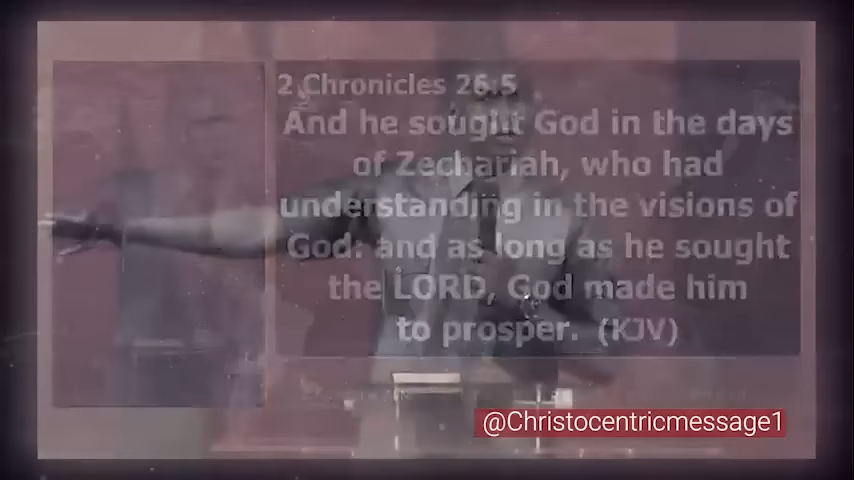 2 Chronicles 26:5
And he sought God in the days
of Zechariah, who had
understanding in the visions of
God: and as long as he sought
the LORD, God made him
to prosper. (KJV)
@Christocentricmessage1